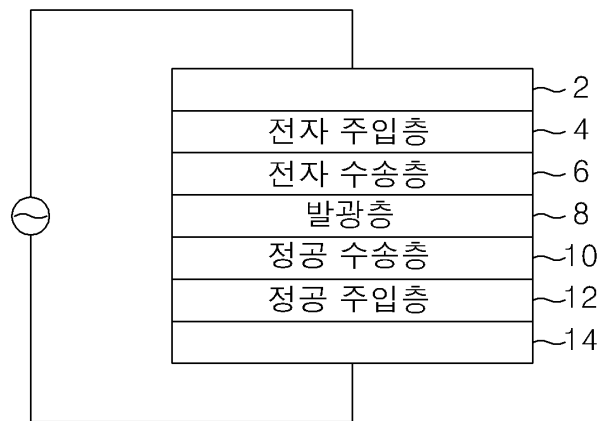 2
전자 주입층 4
전자 수송층 6
발광층 8
정공 수송층 10
정공 주입층 12
14